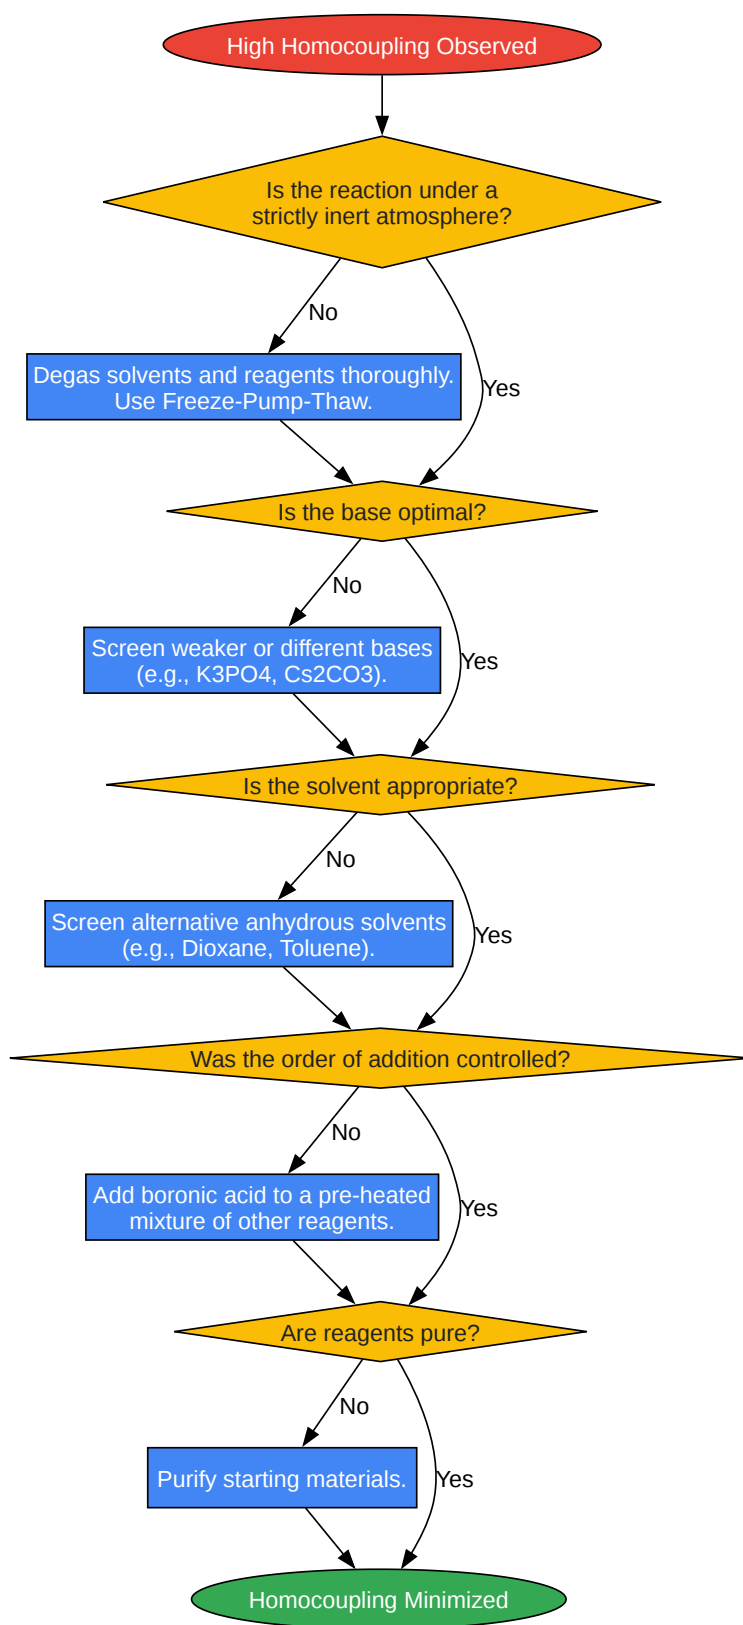 High Homocoupling Observed
Is the reaction under a
strictly inert atmosphere?
No
Degas solvents and reagents thoroughly.
Use Freeze-Pump-Thaw.
Yes
Is the base optimal?
No
Screen weaker or different bases
(e.g., K3PO4, Cs2CO3).
Yes
Is the solvent appropriate?
No
Screen alternative anhydrous solvents
(e.g., Dioxane, Toluene).
Yes
Was the order of addition controlled?
No
Add boronic acid to a pre-heated
mixture of other reagents.
Yes
Are reagents pure?
No
Purify starting materials.
Yes
Homocoupling Minimized